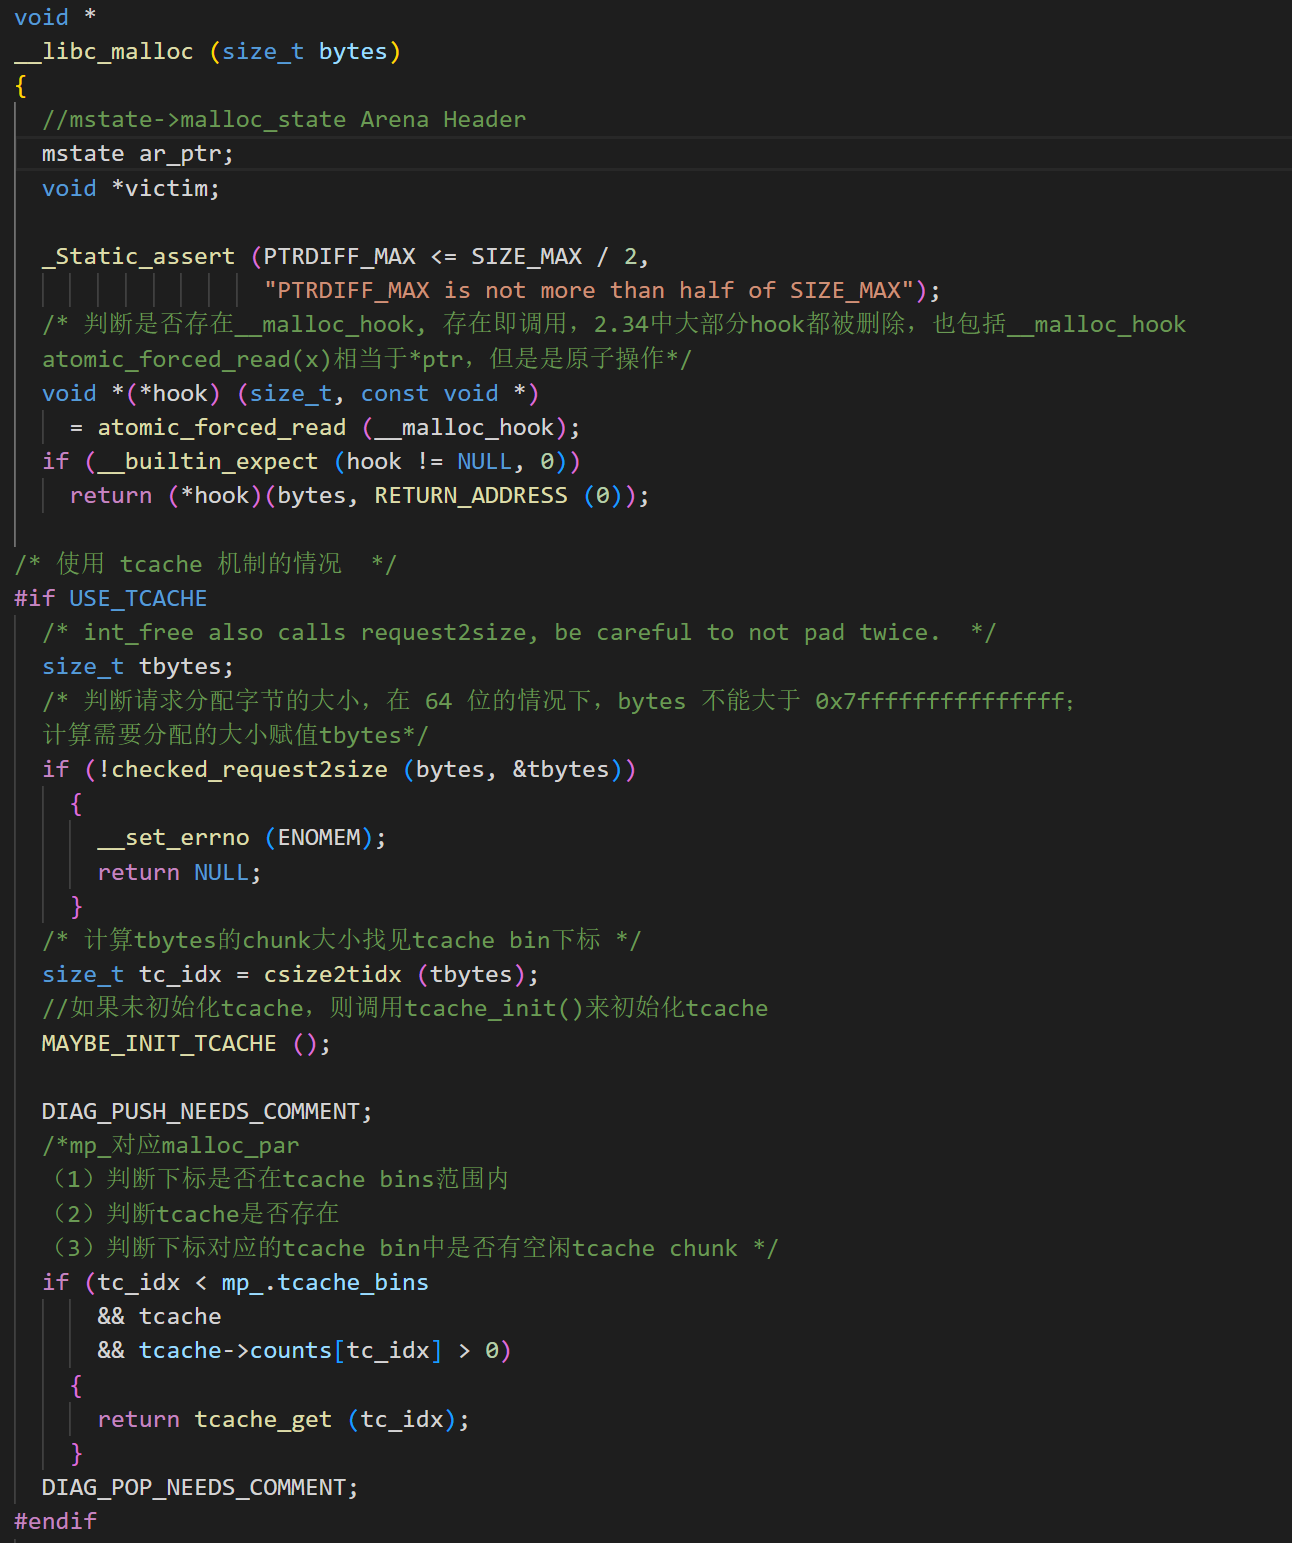 void *
__libc_malloc (size_t bytes)
{
  //mstate->malloc_state Arena Header
  mstate ar_ptr;
  void *victim;

  _Static_assert (PTRDIFF_MAX <= SIZE_MAX / 2,
                  "PTRDIFF_MAX is not more than half of SIZE_MAX");
  /* 判断是否存在__malloc_hook, 存在即调用，2.34中大部分hook都被删除，也包括__malloc_hook
  atomic_forced_read(x)相当于*ptr，但是是原子操作*/
  void *(*hook) (size_t, const void *)
    = atomic_forced_read (__malloc_hook);
  if (__builtin_expect (hook != NULL, 0))
    return (*hook)(bytes, RETURN_ADDRESS (0));

/* 使用 tcache 机制的情况  */
#if USE_TCACHE
  /* int_free also calls request2size, be careful to not pad twice.  */
  size_t tbytes;
  /* 判断请求分配字节的大小，在 64 位的情况下，bytes 不能大于 0x7fffffffffffffff；
  计算需要分配的大小赋值tbytes*/
  if (!checked_request2size (bytes, &tbytes))
    {
      __set_errno (ENOMEM);
      return NULL;
    }
  /* 计算tbytes的chunk大小找见tcache bin下标 */
  size_t tc_idx = csize2tidx (tbytes);
  //如果未初始化tcache，则调用tcache_init()来初始化tcache
  MAYBE_INIT_TCACHE ();

  DIAG_PUSH_NEEDS_COMMENT;
  /*mp_对应malloc_par
  （1）判断下标是否在tcache bins范围内
  （2）判断tcache是否存在
  （3）判断下标对应的tcache bin中是否有空闲tcache chunk */
  if (tc_idx < mp_.tcache_bins
      && tcache
      && tcache->counts[tc_idx] > 0)
    {
      return tcache_get (tc_idx);
    }
  DIAG_POP_NEEDS_COMMENT;
#endif